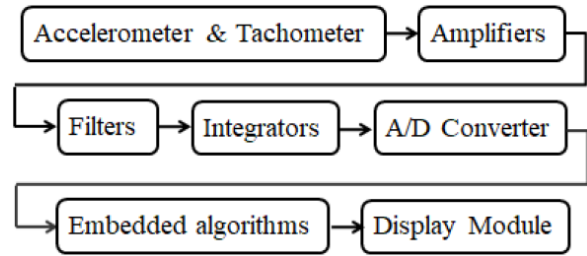 Accelerometer & Tachometer
Amplifiers
Filters
Integrators
A/D Converter
Embedded algorithms
Display Module